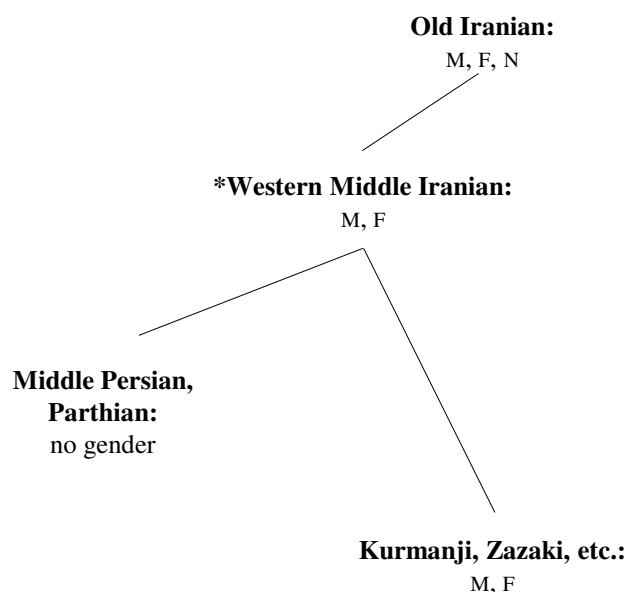 Old Iranian:
M, F, N
*Western Middle Iranian:
M, F
Middle Persian,
Parthian:
no gender
Kurmanji, Zazaki, etc.:
M, F